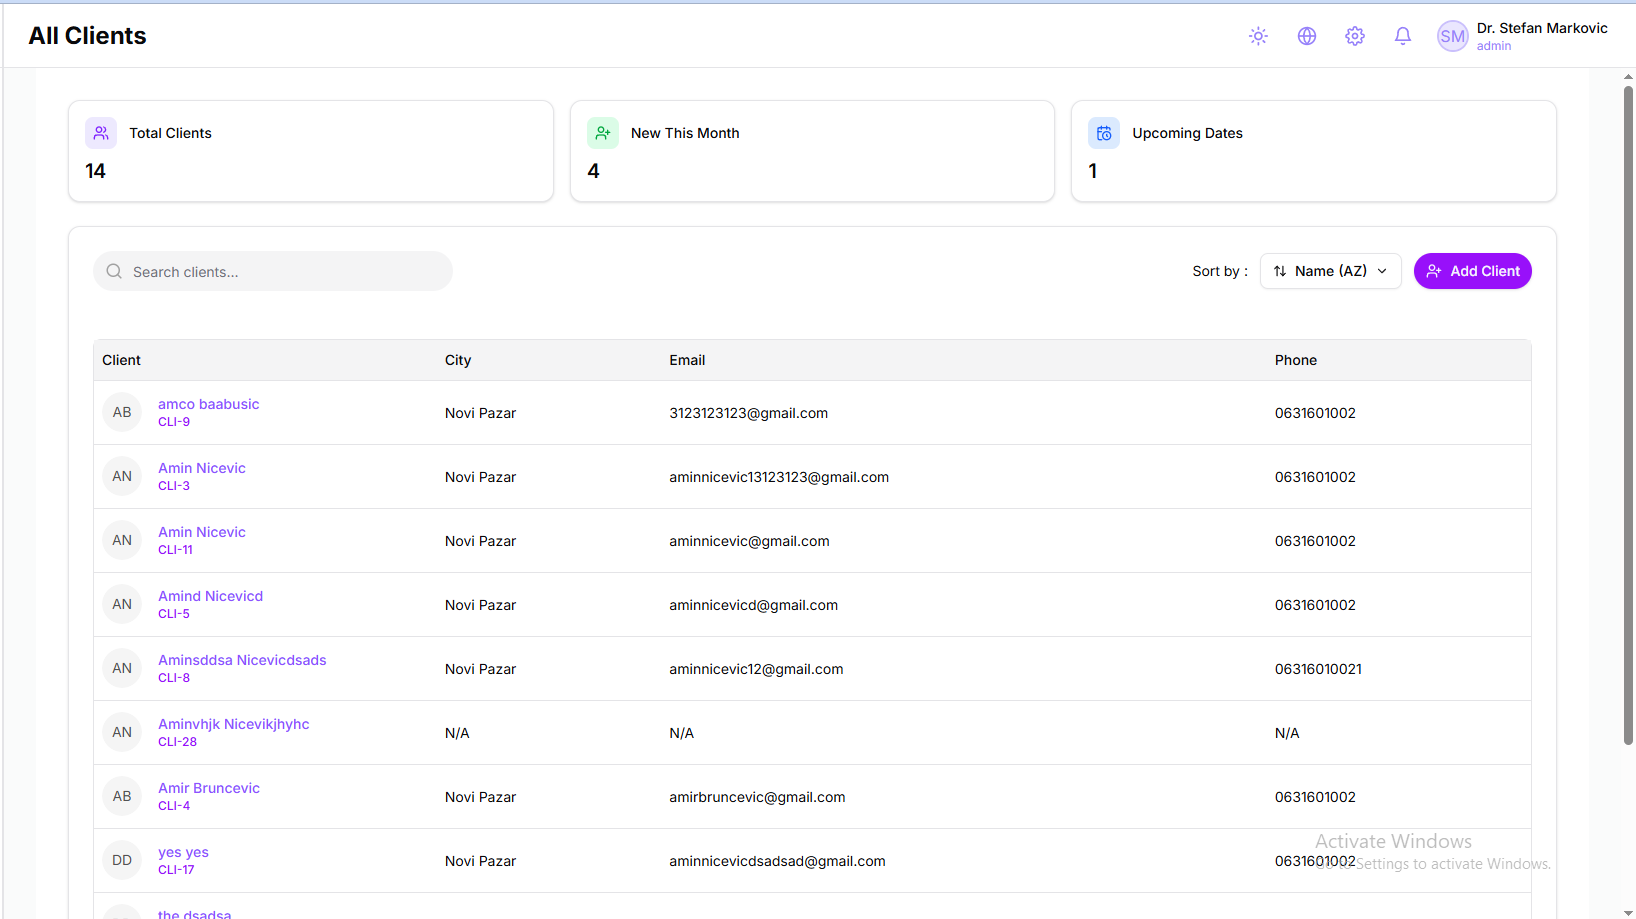 All Clients
SM
Dr. Stefan Markovic
admin
Total Clients
14
New This Month
4
Upcoming Dates
1
Search clients...
Sort by :
Name (AZ)
Add Client
Client City Email Phone
AB amco baabusic Novi Pazar 3123123123@gmail.com 0631601002
CLI-9
AN Amin Nicevic Novi Pazar aminnicevic13123123@gmail.com 0631601002
CLI-3
AN Amin Nicevic Novi Pazar aminnicevic@gmail.com 0631601002
CLI-11
AN Amind Nicevicd Novi Pazar aminnicevicd@gmail.com 0631601002
CLI-5
AN Aminsddsa Nicevicdsads Novi Pazar aminnicevic12@gmail.com 06316010021
CLI-8
AN Aminvhjk Nicevikjhyhc N/A N/A N/A
CLI-28
AB Amir Bruncevic Novi Pazar amirbruncevic@gmail.com 0631601002
CLI-4
DD yes yes Novi Pazar aminnicevicdsadsad@gmail.com 0631601002
CLI-17
the dsadsa
Activate Windows
Go to Settings to activate Windows.